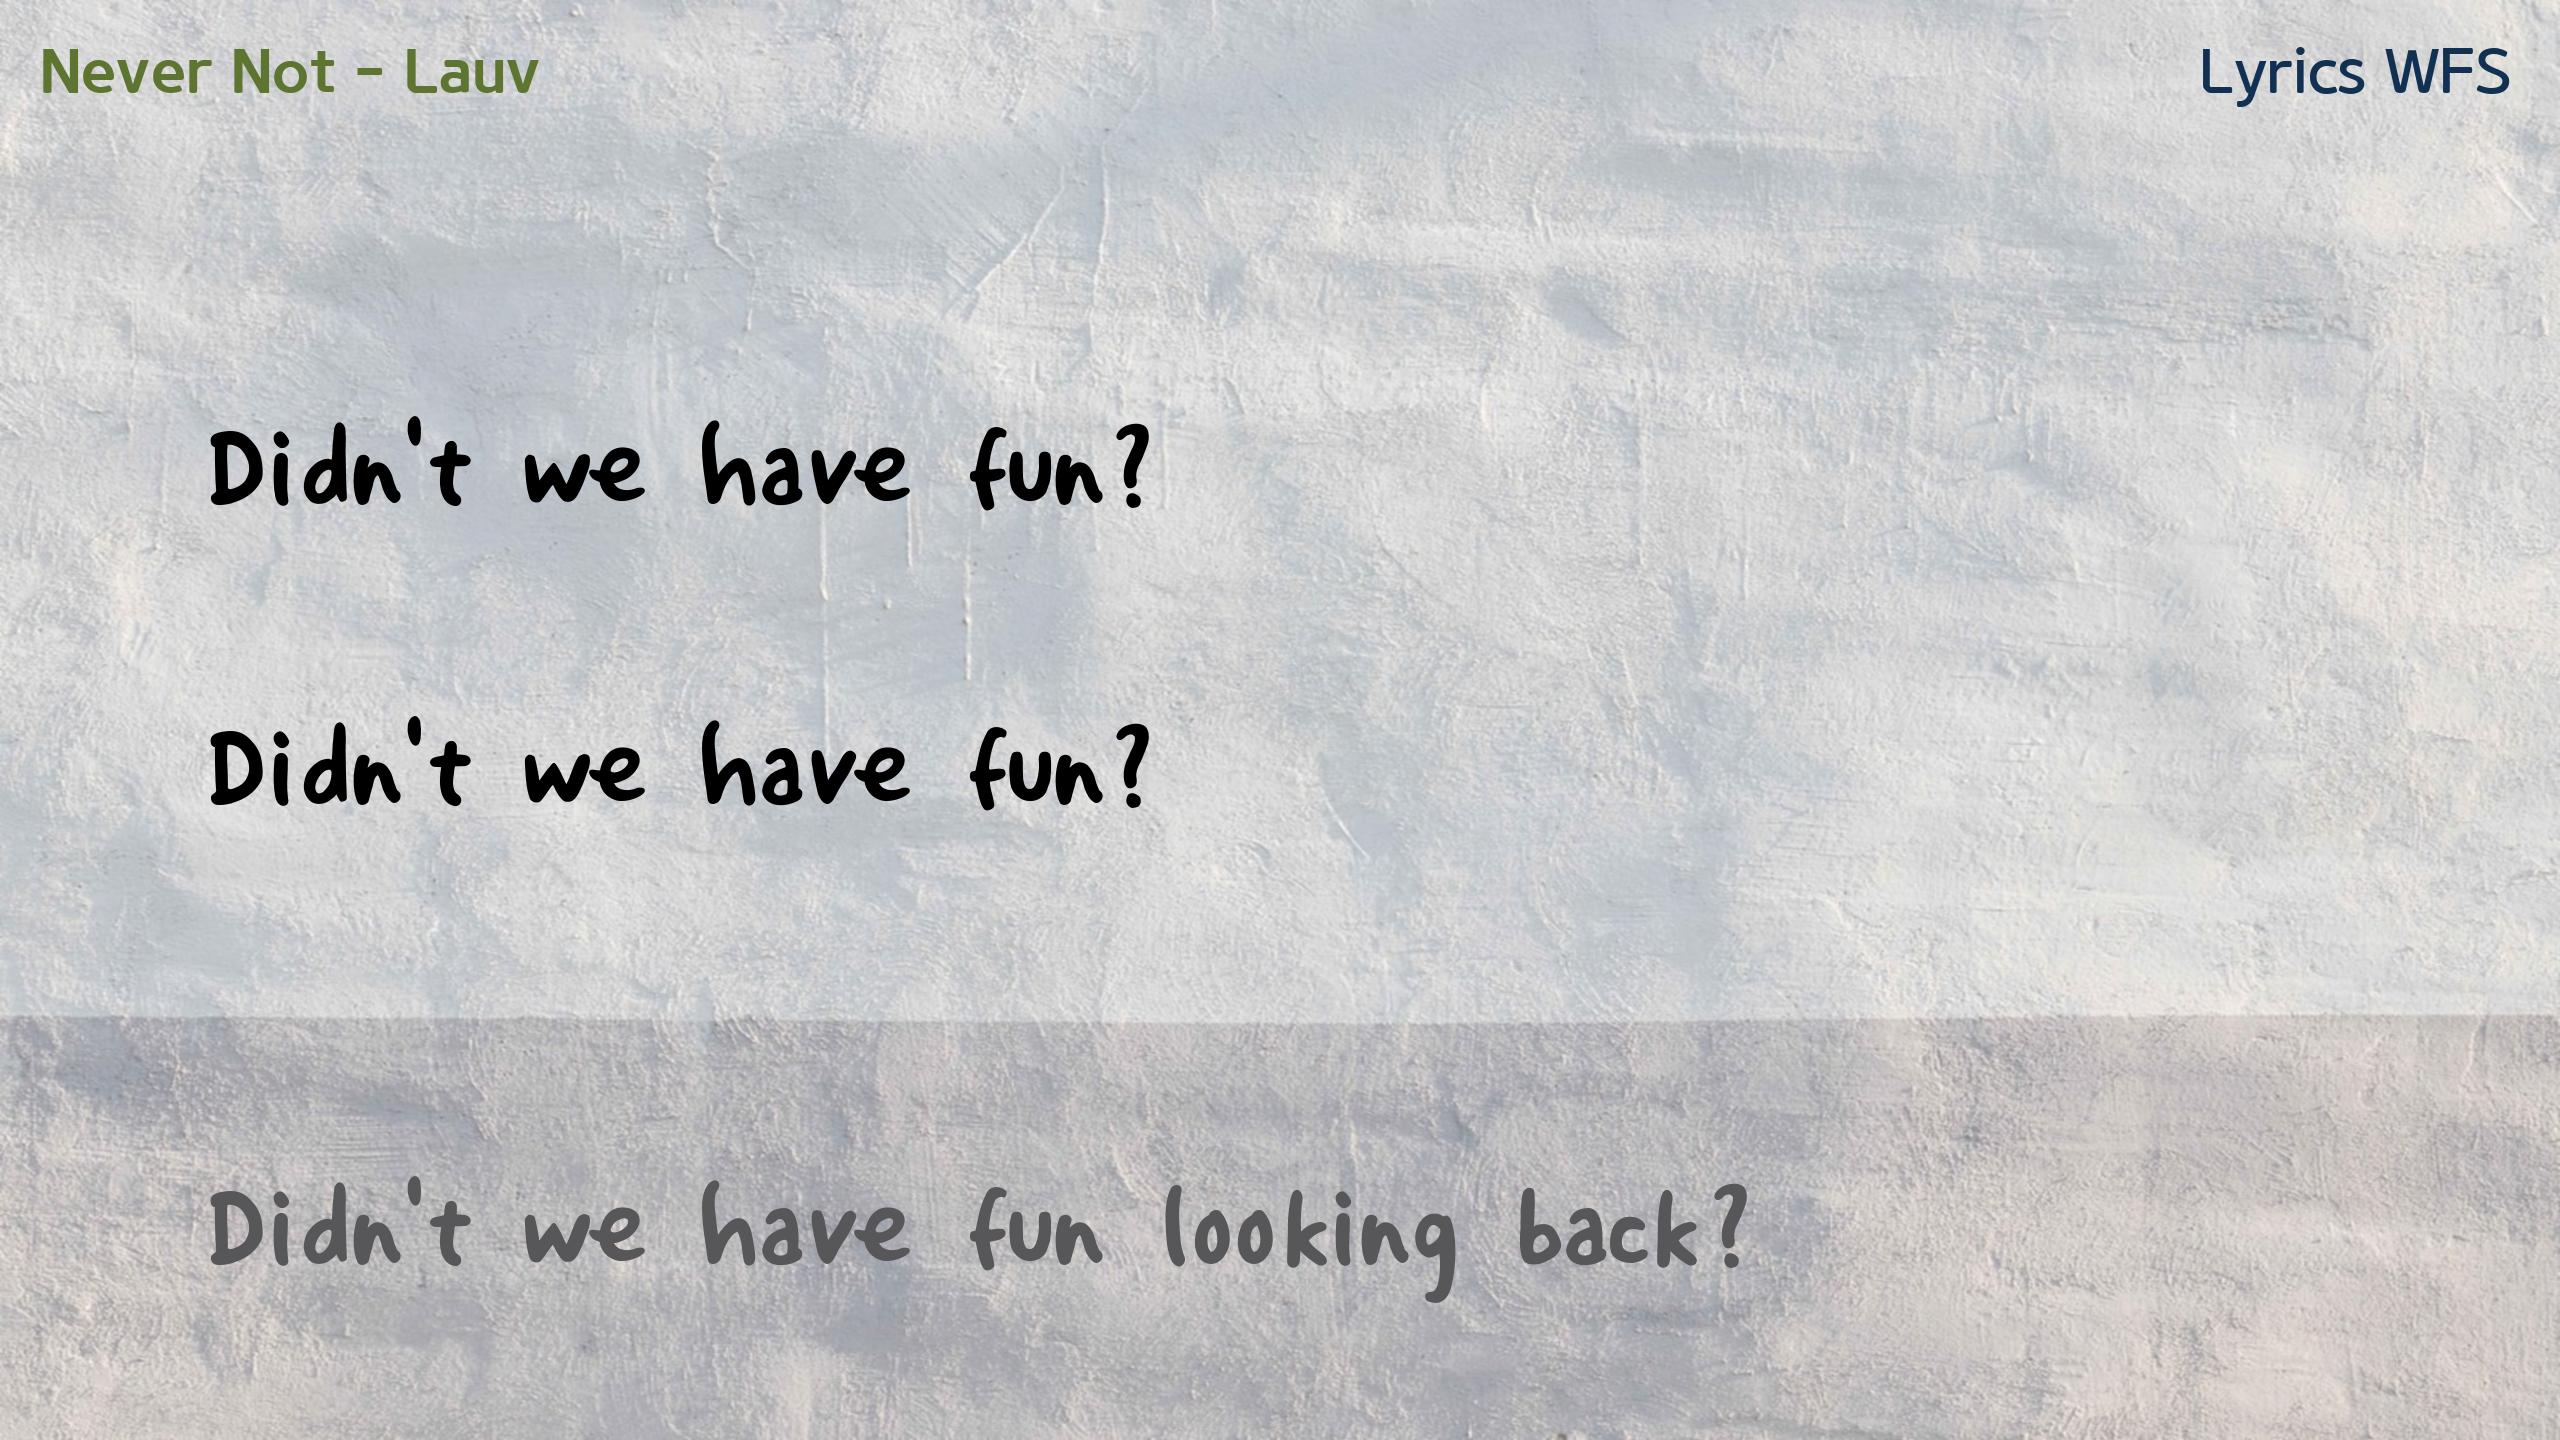 Never Not - Lauv
Lyrics WFS
Didn't we have fun?
Didn't we have fun?
Didn't we have fun looking back?